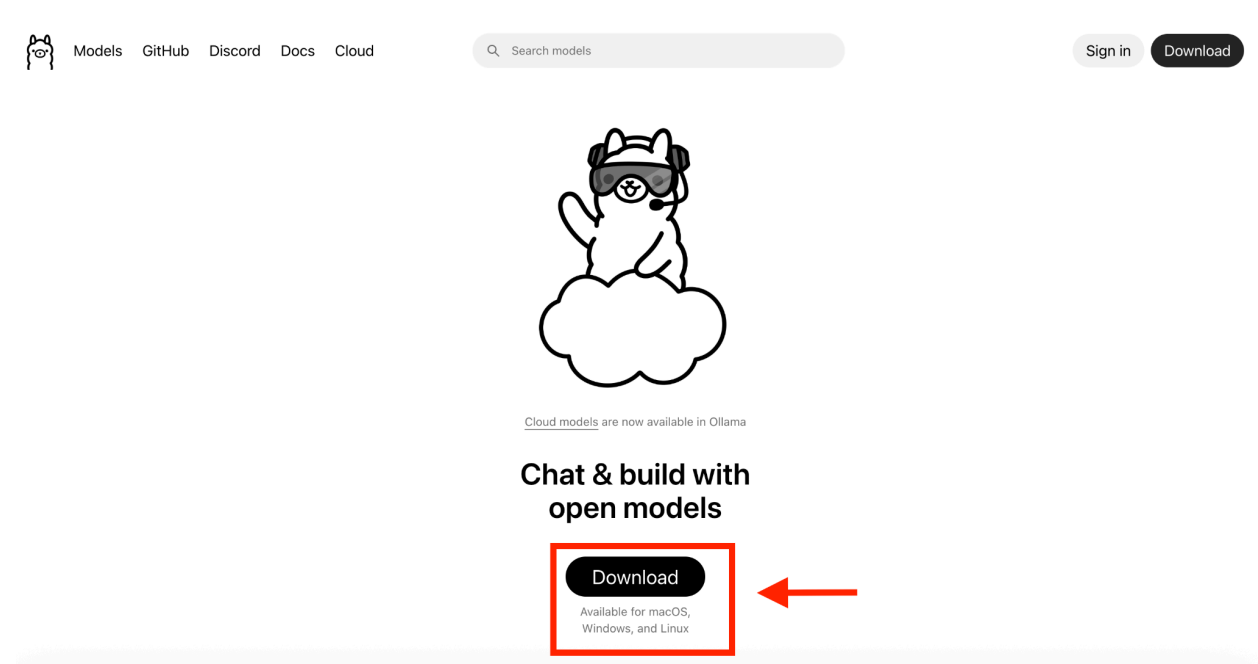 Models GitHub Discord Docs Cloud Search models Sign in Download
Cloud models are now available in Ollama
Chat & build with
open models
Download
Available for macOS,
Windows, and Linux